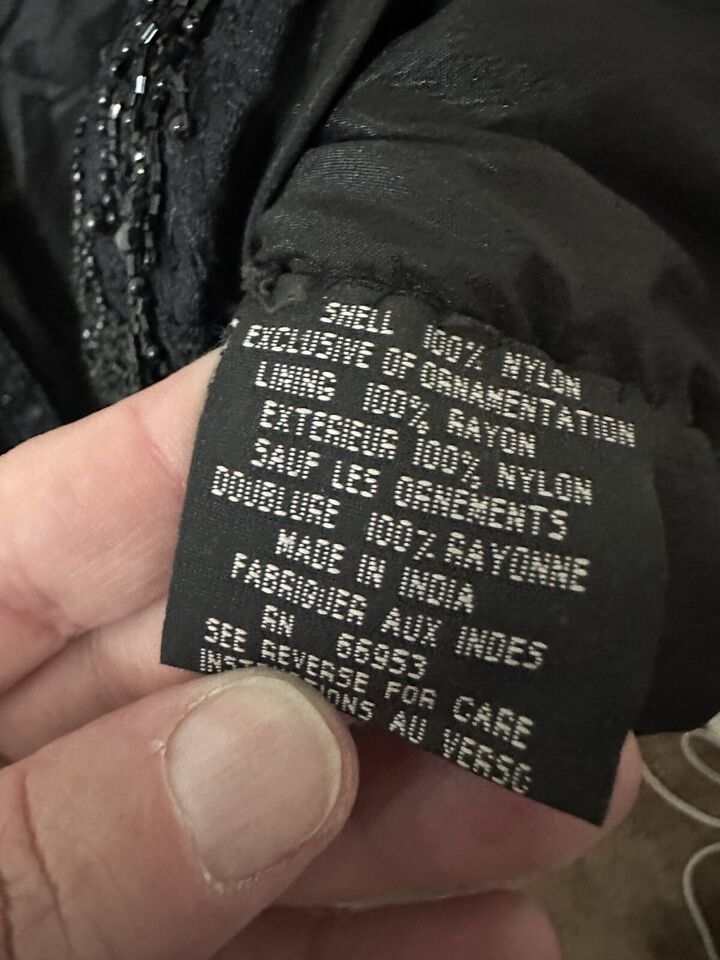 SHELL 100% NYLON
EXCLUSIVE OF ORNAMENTATION
LINING 100% RAYON
EXTERIEUR 100% NYLON
SAUF LES ORNEMENTS
DOUBLURE 100% RAYONNE
MADE IN INDIA
FABRIQUER AUX INDES
RN 66953
SEE REVERSE FOR CARE
AU VERSO